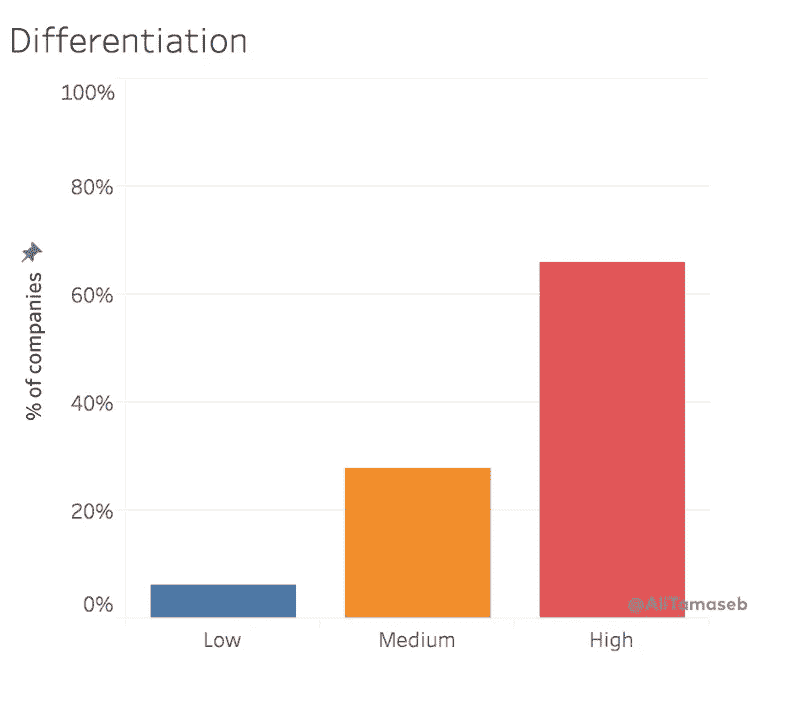 Differentiation
100%
80%
60%
40%
20%
0%
% of companies
Low
Medium
High
@AliTamaseb